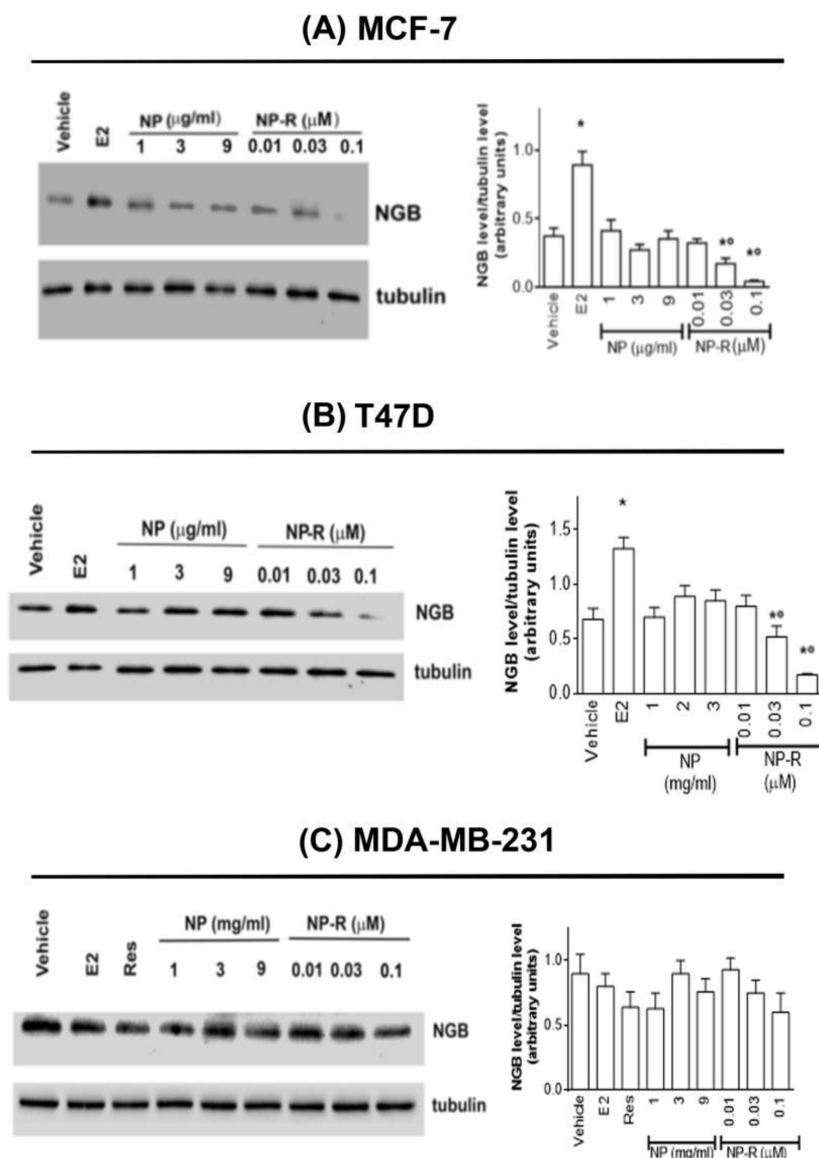 (A) MCF-7
Vehicle
E2
NP (μg/ml)
NP-R (μM)
1 3 9 0.01 0.03 0.1
NGB
tubulin
NGB level/tubulin level
(arbitrary units)
1.0
0.5
0.0
*
*°
*°
Vehicle
E2
1
3
9
0.01
0.03
0.1
NP (μg/ml)
NP-R (μM)
(B) T47D
Vehicle
E2
NP (μg/ml)
NP-R (μM)
1 3 9 0.01 0.03 0.1
NGB
tubulin
NGB level/tubulin level
(arbitrary units)
1.5
1.0
0.5
0.0
*
*°
*°
Vehicle
E2
1
2
3
0.01
0.03
0.1
NP
(mg/ml)
NP-R
(μM)
(C) MDA-MB-231
Vehicle
E2
Res
NP (mg/ml)
NP-R (μM)
1 3 9 0.01 0.03 0.1
NGB
tubulin
NGB level/tubulin level
(arbitrary units)
1.0
0.5
0.0
Vehicle
E2
Res
1
3
9
0.01
0.03
0.1
NP (mg/ml)
NP-R (μM)